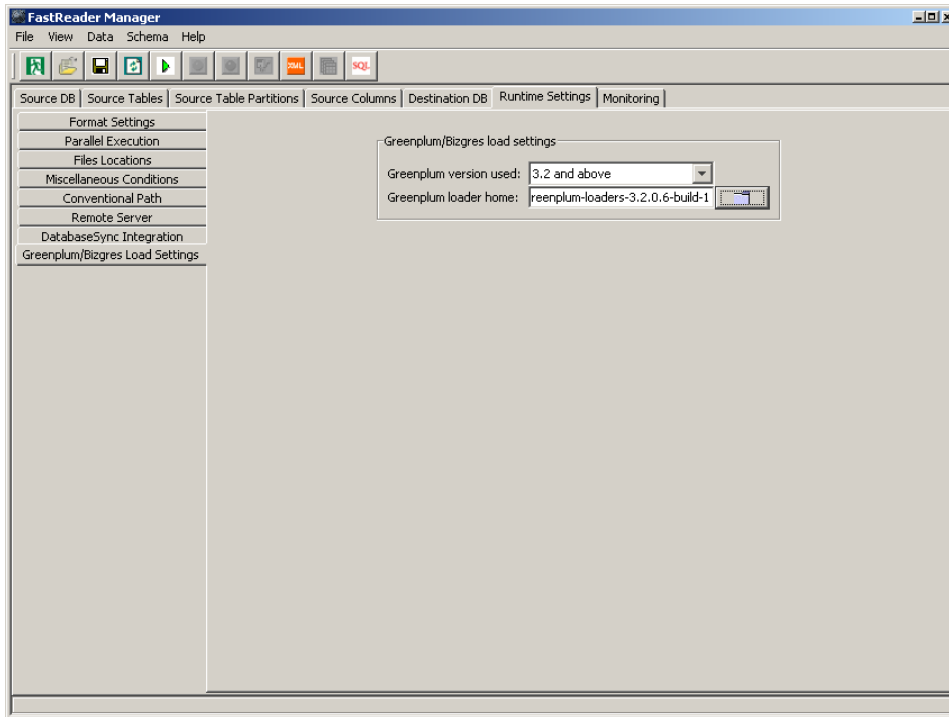 FastReader Manager
File View Data Schema Help
XML SQL
Source DB Source Tables Source Table Partitions Source Columns Destination DB Runtime Settings Monitoring
Format Settings
Parallel Execution
Files Locations
Miscellaneous Conditions
Conventional Path
Remote Server
DatabaseSync Integration
Greenplum/Bizgres Load Settings
Greenplum/Bizgres load settings
Greenplum version used: 3.2 and above
Greenplum loader home: reenplum-loaders-3.2.0.6-build-1